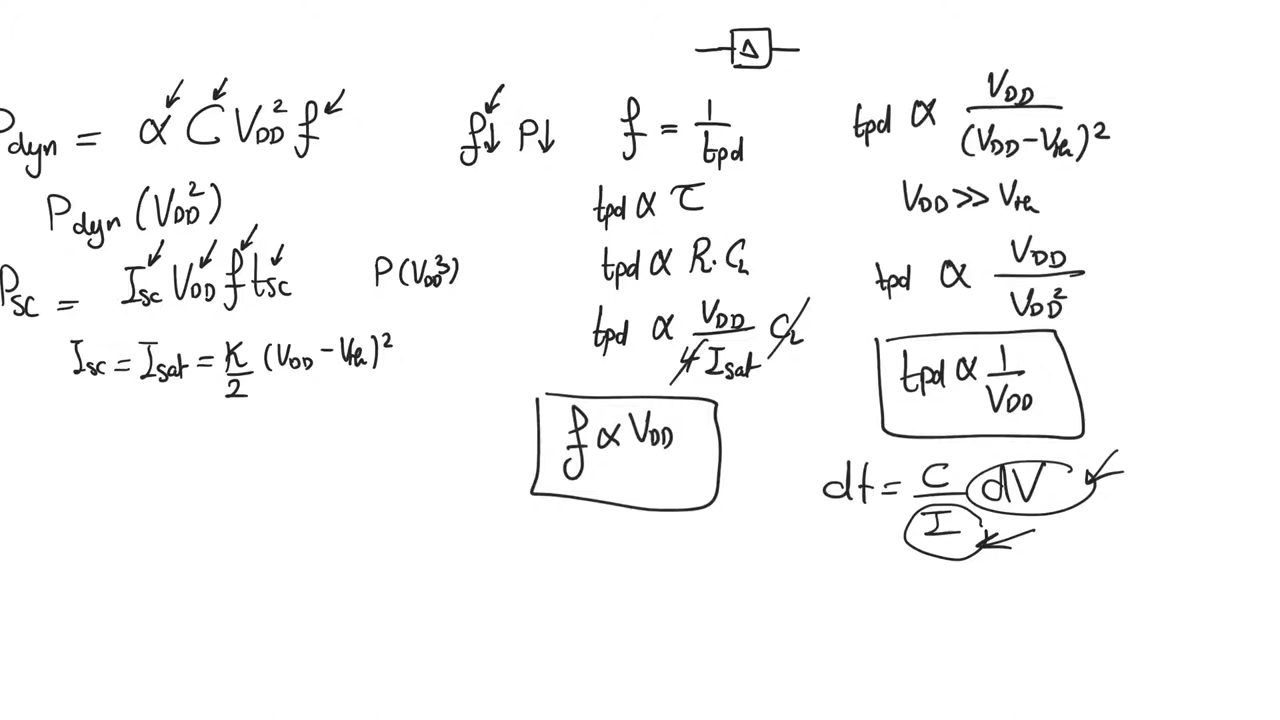 Pdyn = α C VDD² f
Pdyn (VDD²)
Psc = Isc VDD f tsc
P(VDD³)
Isc = Isat = K/2 (VDD - Vth)²
f↓ P↓
f = 1/tpd
tpd ∝ τ
tpd ∝ R.CL
tpd ∝ VDD/4 Isat CL
f ∝ VDD
Δ
tpd ∝ VDD/(VDD-Vth)²
VDD >> Vth
tpd ∝ VDD/VDD²
tpd ∝ 1/VDD
dt = C/I dV